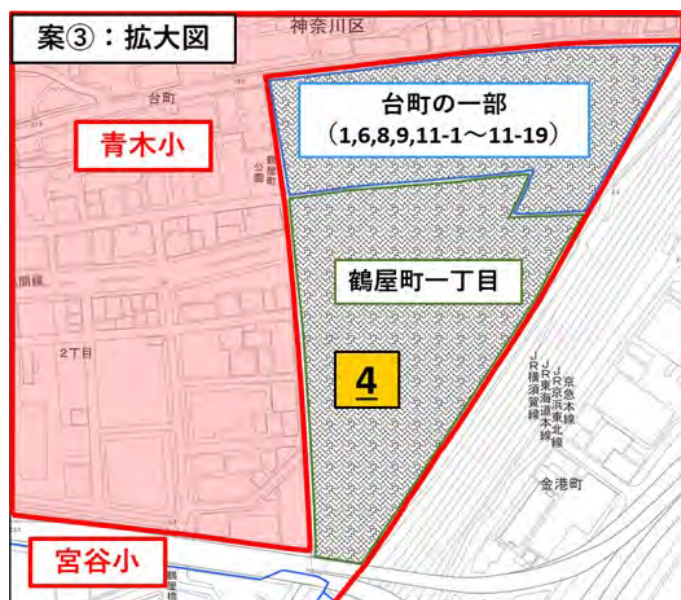 案③：拡大図
神奈川区
台町
台町の一部
（1,6,8,9,11-1～11-19）
青木小
鶴屋町
公園
鶴屋町一丁目
2丁目
4
京急本線
JR京浜東北線
JR東海道本線
JR横須賀線
金港町
宮谷小
鶴屋橋